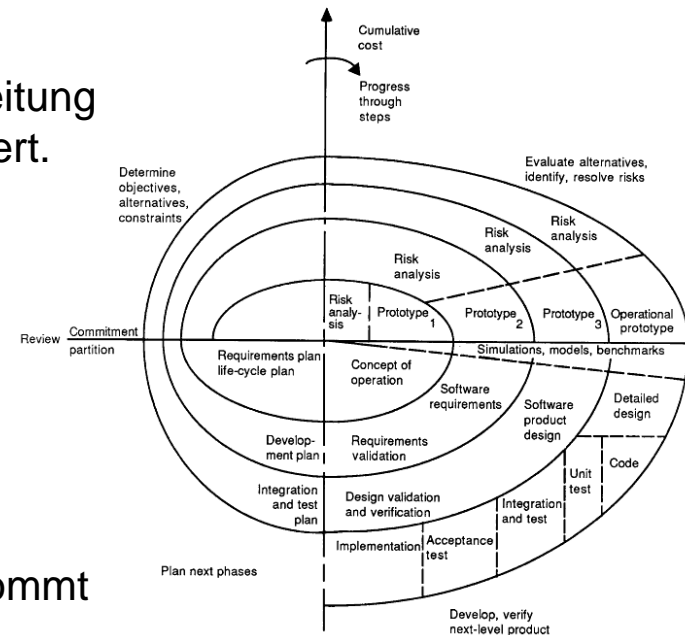 Cumulative
cost
Progress
through
steps
eitung
ert.
Determine
objectives,
alternatives,
constraints
Evaluate alternatives,
identify, resolve risks
Risk
analysis
Risk
analysis
Risk
analysis
Risk
analy-
sis
Prototype 1
Prototype 2
Prototype 3
Operational
prototype
Review
Commitment
partition
Simulations, models, benchmarks
Requirements plan
life-cycle plan
Concept of
operation
Software
requirements
Software
product
design
Detailed
design
Develop-
ment plan
Requirements
validation
Code
Unit
test
Integration
and test
plan
Design validation
and verification
Integration
and test
Acceptance
test
Implementation
Plan next phases
ommt
Develop, verify
next-level product